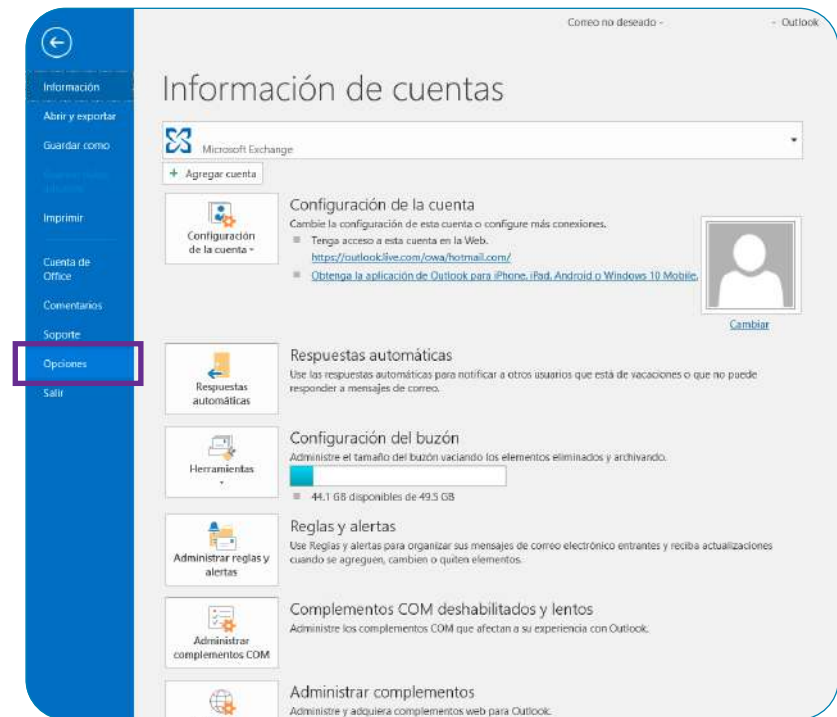 Correo no deseado -
- Outlook
Información
Abrir y exportar
Guardar como
Imprimir
Cuenta de
Office
Comentarios
Soporte
Opciones
Salir
Información de cuentas
Microsoft Exchange
+ Agregar cuenta
Configuración
de la cuenta
Configuración de la cuenta
Cambie la configuración de esta cuenta o configure más conexiones.
Tenga acceso a esta cuenta en la Web.
https://outlook.live.com/owa/hotmail.com/
Obtenga la aplicación de Outlook para iPhone, iPad, Android o Windows 10 Mobile.
Cambiar
Respuestas
automáticas
Respuestas automáticas
Use las respuestas automáticas para notificar a otros usuarios que está de vacaciones o que no puede
responder a mensajes de correo.
Herramientas
Configuración del buzón
Administre el tamaño del buzón vaciando los elementos eliminados y archivando.
44.1 GB disponibles de 49.5 GB
Administrar reglas y
alertas
Reglas y alertas
Use Reglas y alertas para organizar sus mensajes de correo electrónico entrantes y reciba actualizaciones
cuando se agreguen, cambien o quiten elementos.
Administrar
complementos COM
Complementos COM deshabilitados y lentos
Administre los complementos COM que afectan a su experiencia con Outlook.
Administrar complementos
Administre y adquiera complementos web para Outlook.